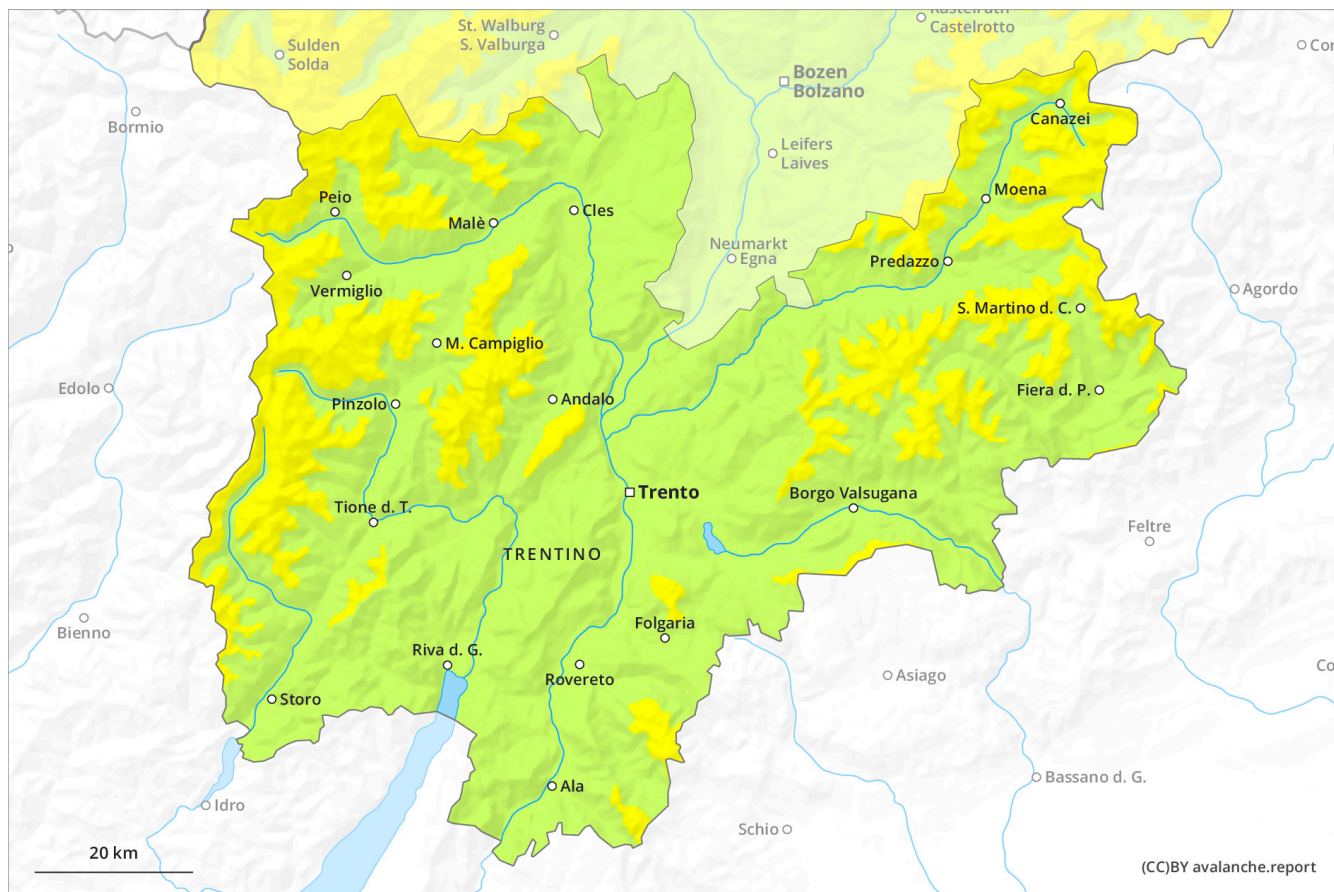 Kastelruth
Castelrotto
St. Walburg
S. Valburga
Sulden
Solda
Bozen
Bolzano
Bormio
Canazei
Leifers
Laives
Moena
Peio
Malè
Cles
Neumarkt
Egna
Predazzo
Vermiglio
Agordo
S. Martino d. C.
M. Campiglio
Edolo
Pinzolo
Andalo
Fiera d. P.
Trento
Borgo Valsugana
Tione d. T.
Feltre
TRENTINO
Bienno
Folgaria
Riva d. G.
Rovereto
Asiago
Storo
Bassano d. G.
Ala
Idro
Schio
20 km
(CC)BY avalanche.report